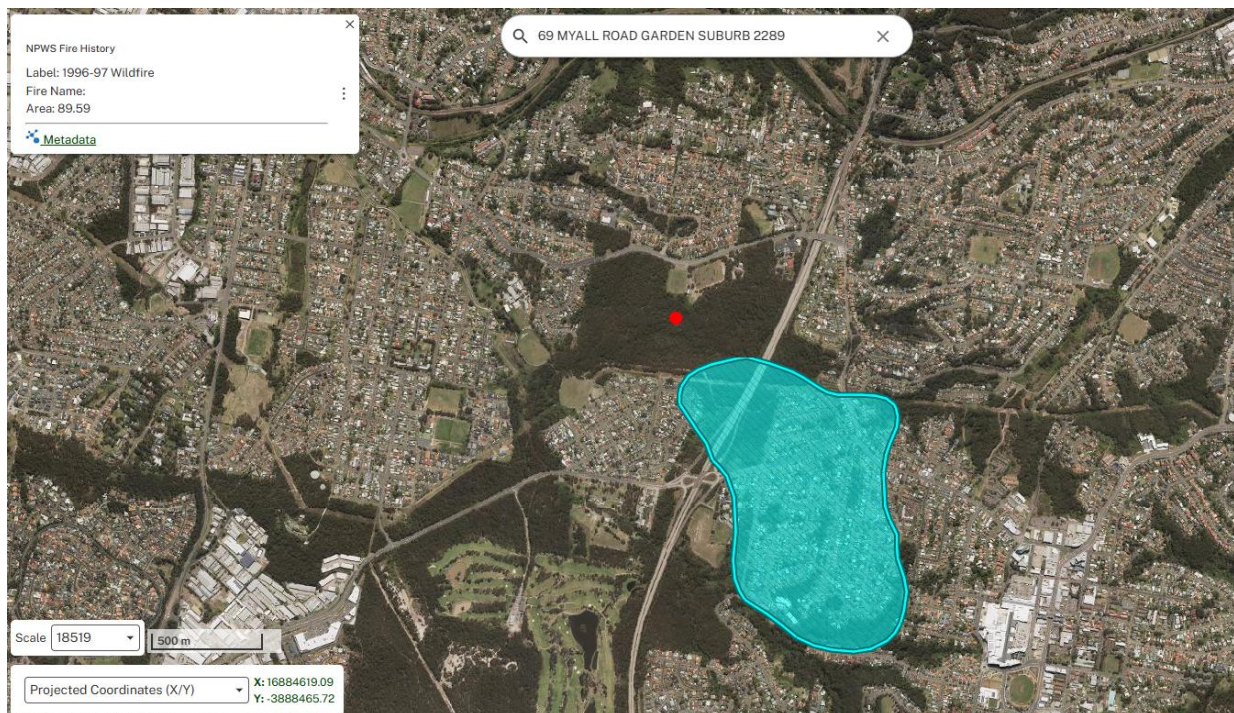 NPWS Fire History
Label: 1996-97 Wildfire
Fire Name:
Area: 89.59
Metadata
69 MYALL ROAD GARDEN SUBURB 2289
Scale 18519
500 m
Projected Coordinates (X/Y)
X: 16884619.09
Y: -3888465.72